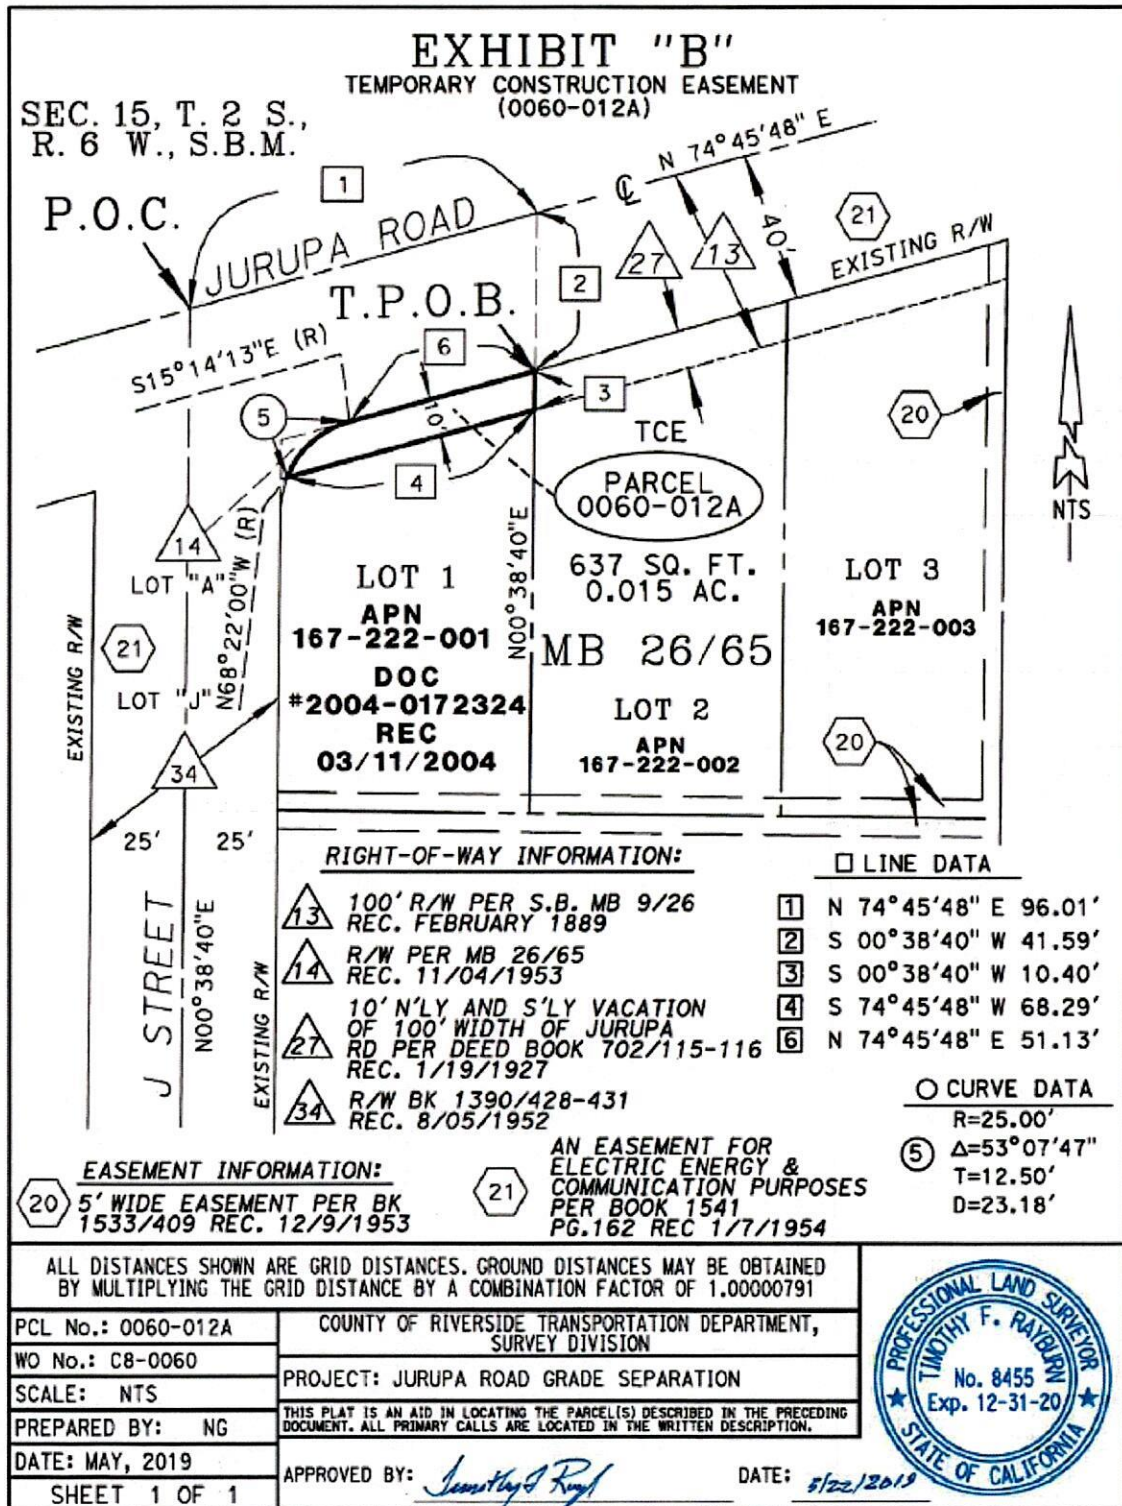 EXHIBIT "B"
TEMPORARY CONSTRUCTION EASEMENT
(0060-012A)
SEC. 15, T. 2 S.,
R. 6 W., S.B.M.
P.O.C.
1
JURUPA ROAD
℄
N 74°45'48" E
40'
21
EXISTING R/W
27
13
2
T.P.O.B.
S15°14'13"E (R)
6
5
10'
3
4
20
NTS
TCE
PARCEL
0060-012A
637 SQ. FT.
0.015 AC.
14
LOT "A"
N68°22'00"W (R)
EXISTING R/W
21
LOT "J"
34
LOT 1
APN
167-222-001
DOC
#2004-0172324
REC
03/11/2004
N00°38'40"E
MB 26/65
LOT 2
APN
167-222-002
LOT 3
APN
167-222-003
20
25'
25'
J STREET
N00°38'40"E
EXISTING R/W
RIGHT-OF-WAY INFORMATION:
13 100' R/W PER S.B. MB 9/26
REC. FEBRUARY 1889
14 R/W PER MB 26/65
REC. 11/04/1953
10' N'LY AND S'LY VACATION
OF 100' WIDTH OF JURUPA
27 RD PER DEED BOOK 702/115-116
REC. 1/19/1927
34 R/W BK 1390/428-431
REC. 8/05/1952
LINE DATA
1 N 74°45'48" E 96.01'
2 S 00°38'40" W 41.59'
3 S 00°38'40" W 10.40'
4 S 74°45'48" W 68.29'
6 N 74°45'48" E 51.13'
CURVE DATA
R=25.00'
5 Δ=53°07'47"
T=12.50'
D=23.18'
EASEMENT INFORMATION:
20 5' WIDE EASEMENT PER BK
1533/409 REC. 12/9/1953
AN EASEMENT FOR
ELECTRIC ENERGY &
21 COMMUNICATION PURPOSES
PER BOOK 1541
PG.162 REC 1/7/1954
ALL DISTANCES SHOWN ARE GRID DISTANCES. GROUND DISTANCES MAY BE OBTAINED
BY MULTIPLYING THE GRID DISTANCE BY A COMBINATION FACTOR OF 1.00000791
PCL No.: 0060-012A
WO No.: C8-0060
SCALE: NTS
PREPARED BY: NG
DATE: MAY, 2019
SHEET 1 OF 1
COUNTY OF RIVERSIDE TRANSPORTATION DEPARTMENT,
SURVEY DIVISION
PROJECT: JURUPA ROAD GRADE SEPARATION
THIS PLAT IS AN AID IN LOCATING THE PARCEL(S) DESCRIBED IN THE PRECEDING
DOCUMENT. ALL PRIMARY CALLS ARE LOCATED IN THE WRITTEN DESCRIPTION.
APPROVED BY:
DATE: 5/22/2019
PROFESSIONAL LAND SURVEYOR
TIMOTHY F. RAYBURN
No. 8455
Exp. 12-31-20
STATE OF CALIFORNIA